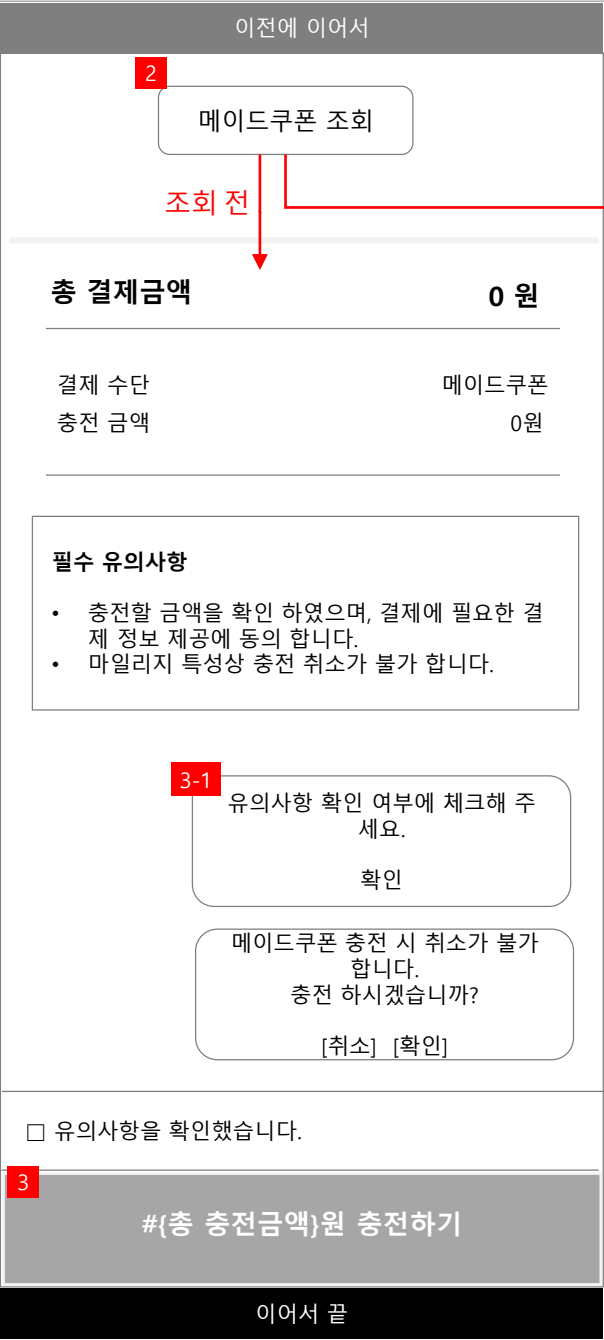 이전에 이어서
2
메이드쿠폰 조회
조회 전
총 결제금액 0 원
결제 수단 메이드쿠폰
충전 금액 0원
필수 유의사항
• 충전할 금액을 확인 하였으며, 결제에 필요한 결
제 정보 제공에 동의 합니다.
• 마일리지 특성상 충전 취소가 불가 합니다.
3-1
유의사항 확인 여부에 체크해 주
세요.
확인
메이드쿠폰 충전 시 취소가 불가
합니다.
충전 하시겠습니까?
[취소] [확인]
□ 유의사항을 확인했습니다.
3
#{총 충전금액}원 충전하기
이어서 끝